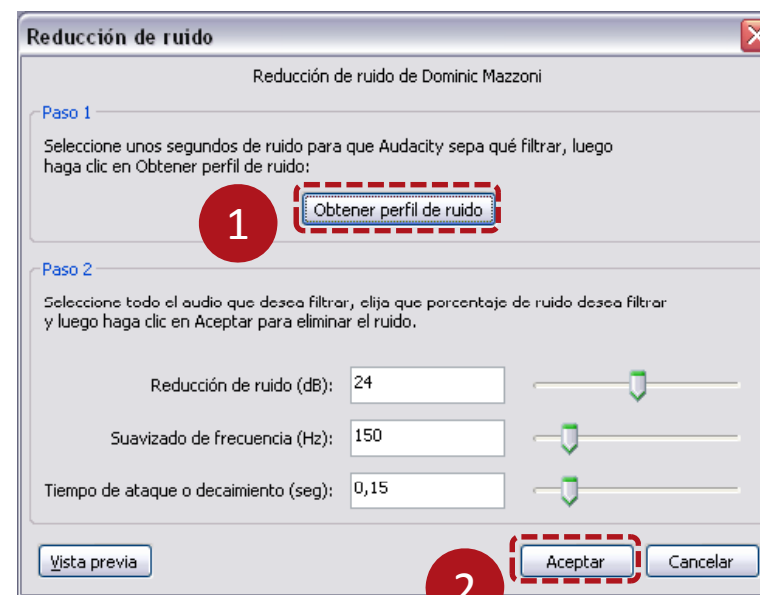 Reducción de ruido
Reducción de ruido de Dominic Mazzoni
Paso 1
Seleccione unos segundos de ruido para que Audacity sepa qué filtrar, luego
haga clic en Obtener perfil de ruido:
1
Obtener perfil de ruido
Paso 2
Seleccione todo el audio que desea filtrar, elija que porcentaje de ruido desea filtrar
y luego haga clic en Aceptar para eliminar el ruido.
Reducción de ruido (dB): 24
Suavizado de frecuencia (Hz): 150
Tiempo de ataque o decaimiento (seg): 0,15
Vista previa
Aceptar
Cancelar
2